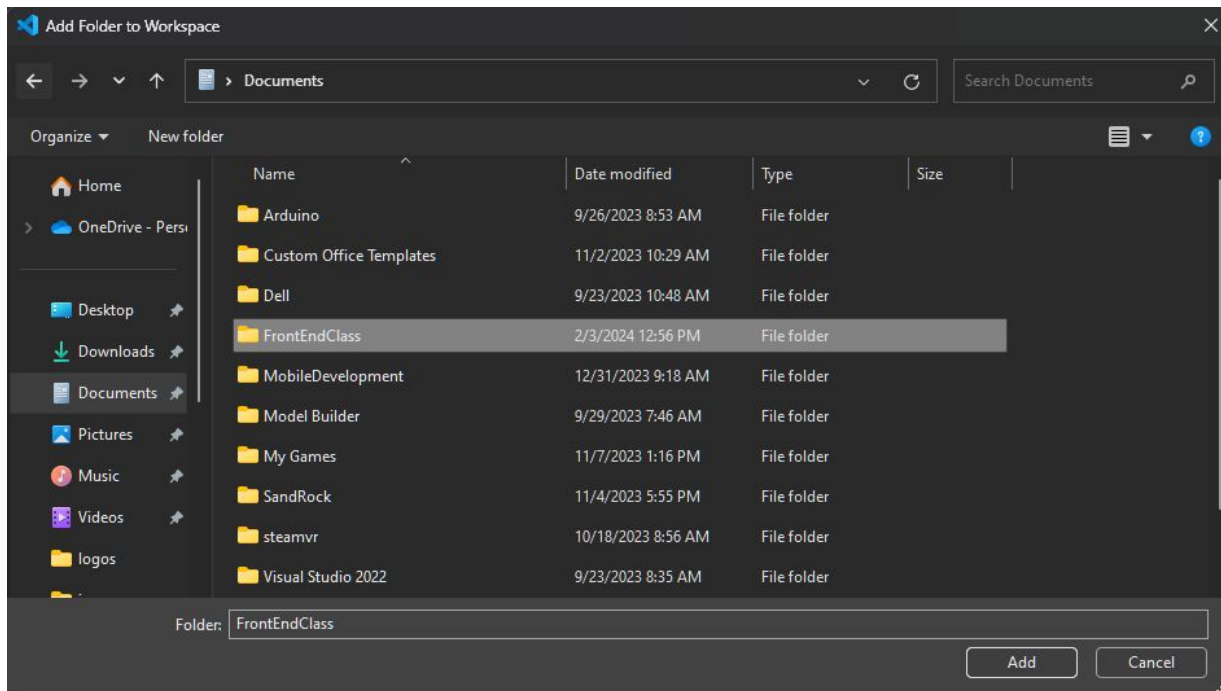 Add Folder to Workspace
Documents
Search Documents
Organize
New folder
Home
OneDrive - Pers
Desktop
Downloads
Documents
Pictures
Music
Videos
logos
Name Date modified Type Size
Arduino 9/26/2023 8:53 AM File folder
Custom Office Templates 11/2/2023 10:29 AM File folder
Dell 9/23/2023 10:48 AM File folder
FrontEndClass 2/3/2024 12:56 PM File folder
MobileDevelopment 12/31/2023 9:18 AM File folder
Model Builder 9/29/2023 7:46 AM File folder
My Games 11/7/2023 1:16 PM File folder
SandRock 11/4/2023 5:55 PM File folder
steamvr 10/18/2023 8:56 AM File folder
Visual Studio 2022 9/23/2023 8:35 AM File folder
Folder: FrontEndClass
Add Cancel